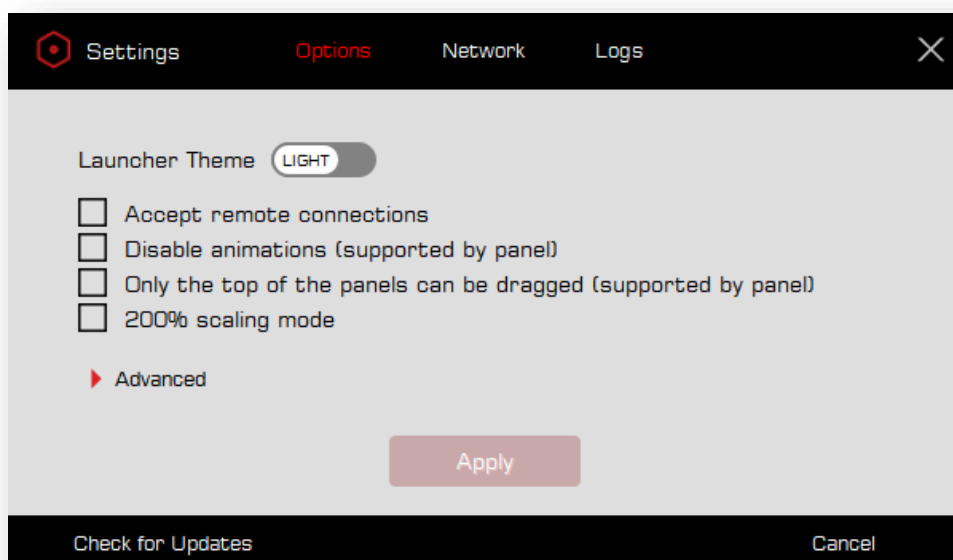 Settings Options Network Logs
Launcher Theme LIGHT
Accept remote connections
Disable animations (supported by panel)
Only the top of the panels can be dragged (supported by panel)
200% scaling mode
Advanced
Apply
Check for Updates Cancel